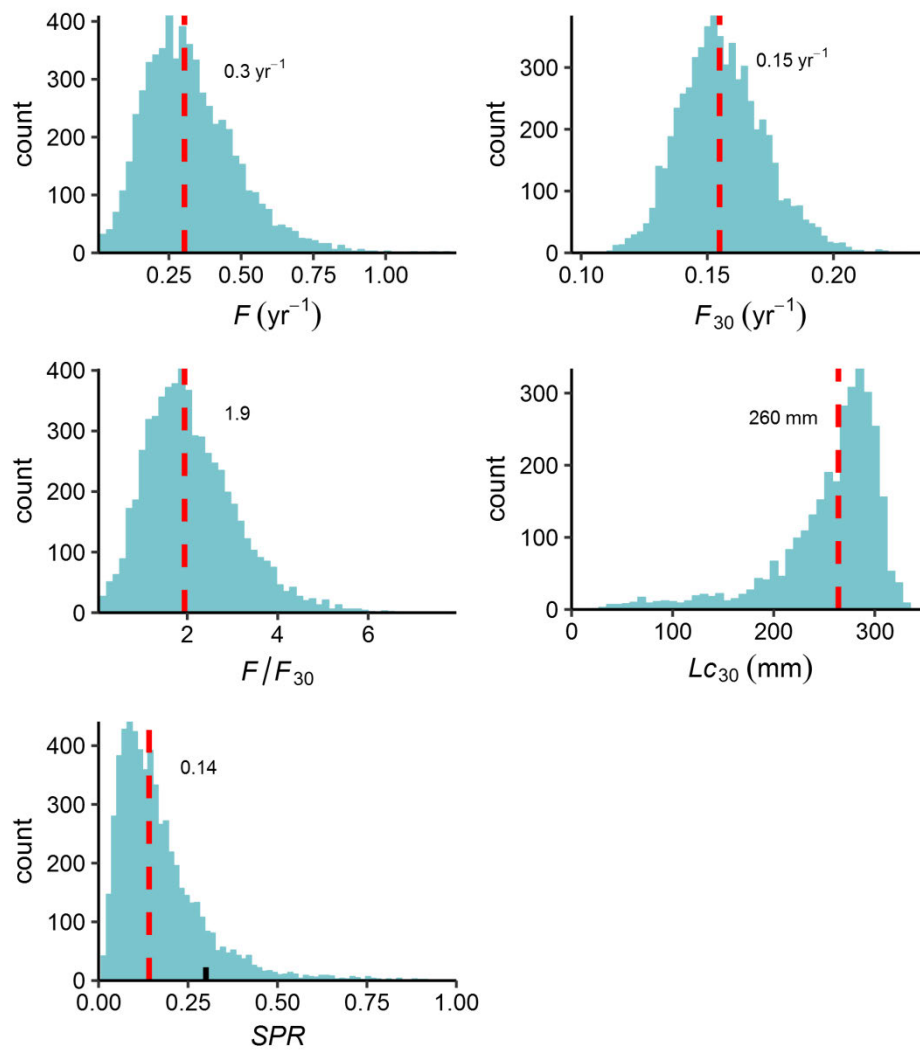 400
300
200
100
0
count
0.3 yr⁻¹
0.25 0.50 0.75 1.00
F (yr⁻¹)
300
200
100
0
count
0.15 yr⁻¹
0.10 0.15 0.20
F₃₀ (yr⁻¹)
400
300
200
100
0
count
1.9
2 4 6
F/F₃₀
300
200
100
0
count
260 mm
0 100 200 300
Lc₃₀ (mm)
400
300
200
100
0
count
0.14
0.00 0.25 0.50 0.75 1.00
SPR